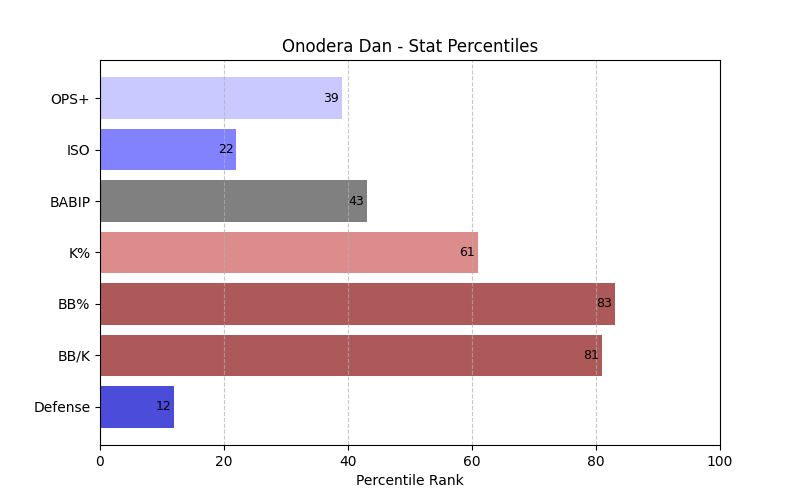 Onodera Dan - Stat Percentiles
OPS+ 39
ISO 22
BABIP 43
K% 61
BB% 83
BB/K 81
Defense 12
0 20 40 60 80 100
Percentile Rank